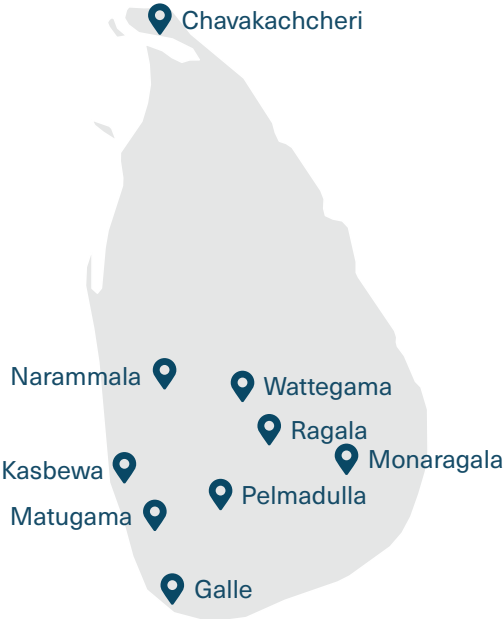 Chavakachcheri
Narammala
Wattegama
Ragala
Monaragala
Kasbewa
Pelmadulla
Matugama
Galle